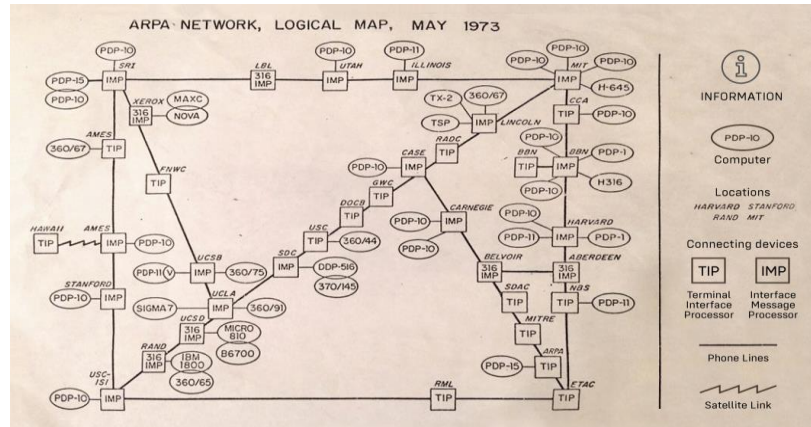 ARPA NETWORK, LOGICAL MAP, MAY 1973
PDP-10
SRI
IMP
PDP-15
PDP-10
LBL
316
IMP
PDP-10
UTAH
IMP
PDP-11
ILLINOIS
IMP
PDP-10
MIT
PDP-10
PDP-10
IMP
H-645
XEROX
316
IMP
MAXC
NOVA
TX-2
360/67
TSP
IMP
LINCOLN
CCA
TIP
PDP-10
AMES
360/67
TIP
RADC
TIP
PDP-10
BBN
TIP
BBN
IMP
PDP-1
PDP-10
H316
FNWC
TIP
CASE
PDP-10
IMP
GWC
TIP
DOCB
TIP
CARNEGIE
PDP-10
IMP
PDP-10
PDP-10
HARVARD
PDP-11
IMP
PDP-1
HAWAII
TIP
AMES
IMP
PDP-10
USC
TIP
360/44
UCSB
PDP-11
V
IMP
360/75
SDC
IMP
DDP-516
370/145
BELVOIR
316
IMP
ABERDEEN
316
IMP
STANFORD
PDP-10
IMP
UCLA
SIGMA7
IMP
360/91
SDAC
TIP
NBS
TIP
PDP-11
UCSD
316
IMP
MICRO
810
B6700
MITRE
TIP
RAND
316
IMP
IBM
1800
360/65
ARPA
PDP-15
TIP
USC-
ISI
PDP-10
IMP
RML
TIP
ETAC
TIP
i
INFORMATION
PDP-10
Computer
Locations
HARVARD STANFORD
RAND MIT
Connecting devices
TIP
IMP
Terminal
Interface
Processor
Interface
Message
Processor
Phone Lines
Satellite Link